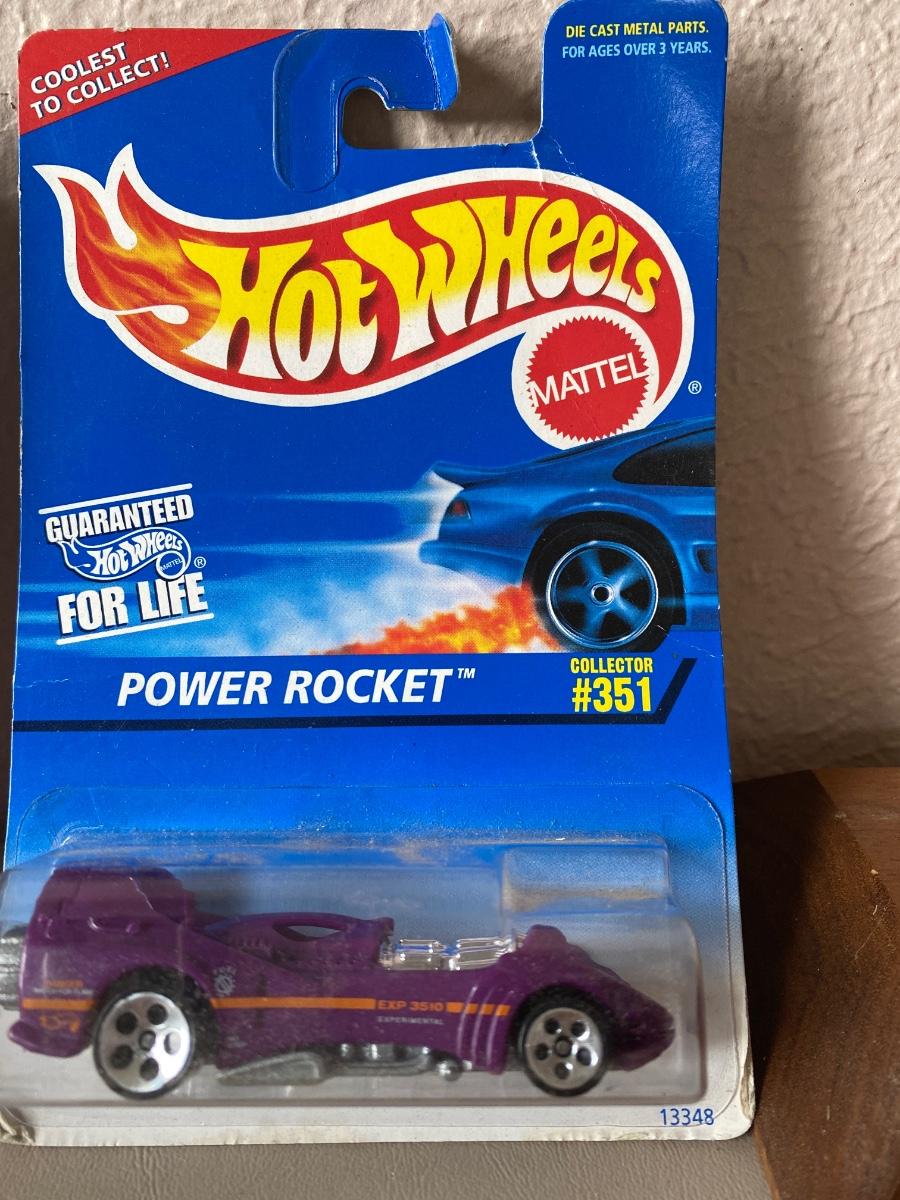 COOLEST
TO COLLECT!
DIE CAST METAL PARTS.
FOR AGES OVER 3 YEARS.
HOT WHEELS
MATTEL
®
GUARANTEED
HOT WHEELS
MATTEL
®
FOR LIFE
POWER ROCKET™
COLLECTOR
#351
EXP 3510
EXPERIMENTAL
13348